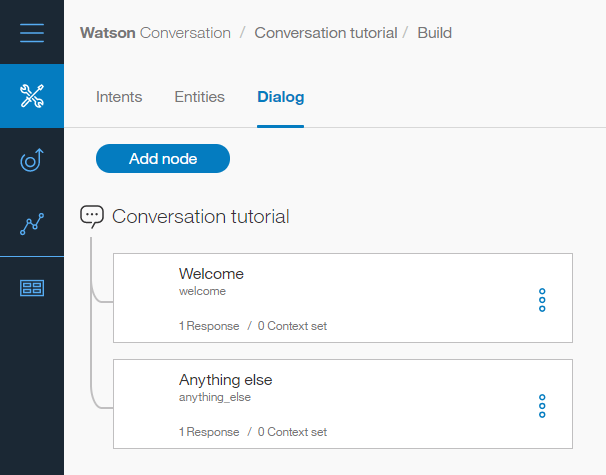 Watson Conversation / Conversation tutorial / Build
Intents Entities Dialog
Add node
Conversation tutorial
Welcome
welcome
1 Response / 0 Context set
Anything else
anything_else
1 Response / 0 Context set